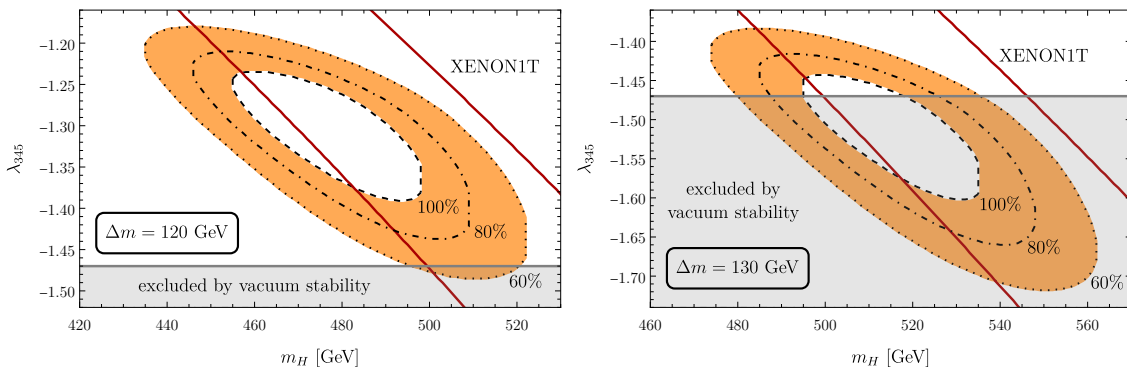 −1.20
−1.25
−1.30
−1.35
−1.40
−1.45
−1.50
λ345
XENON1T
100%
80%
60%
Δm = 120 GeV
excluded by vacuum stability
420 440 460 480 500 520
m_H [GeV]
−1.40
−1.45
−1.50
−1.55
−1.60
−1.65
−1.70
λ345
XENON1T
excluded by
vacuum stability
100%
80%
60%
Δm = 130 GeV
460 480 500 520 540 560
m_H [GeV]